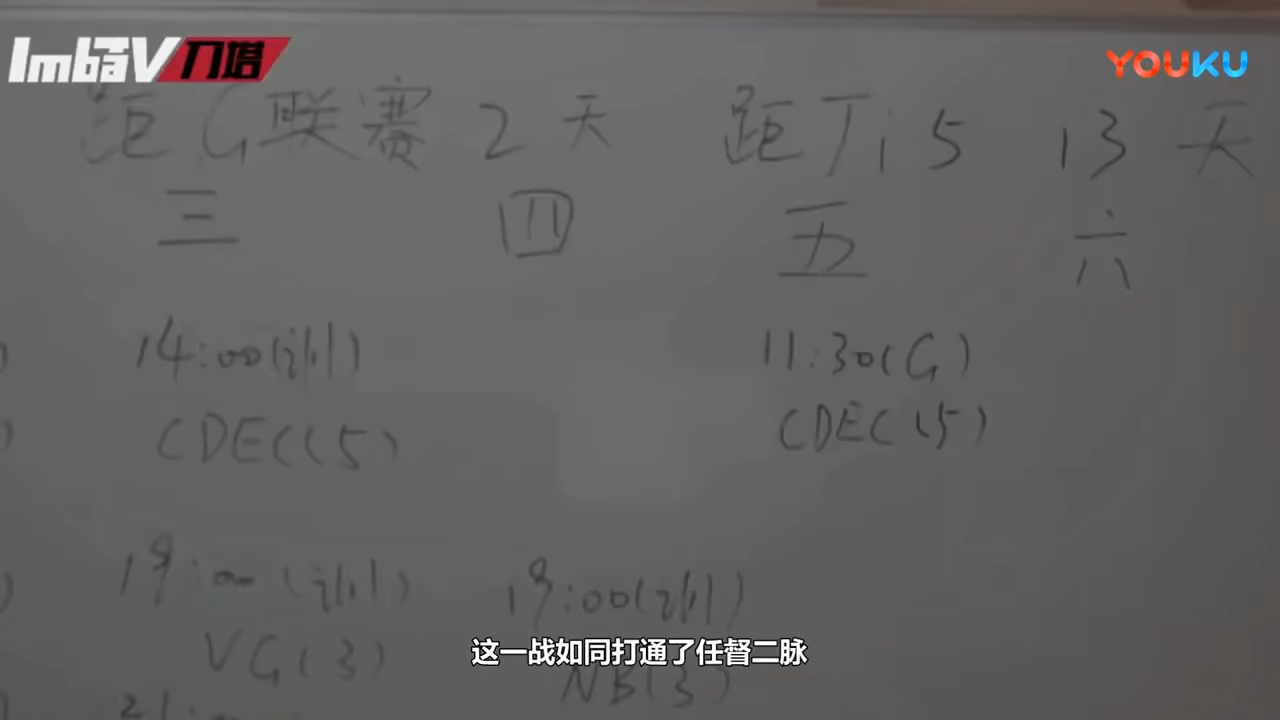 ImbaTV刀塔
YOUKU
距G联赛 2天 距Ti5 13天
三 四 五 六
14:00(训) 11:30(G)
CDEC(5) CDEC(5)
19:00(训) 19:00(训)
VG(3)
NB(3)
这一战如同打通了任督二脉